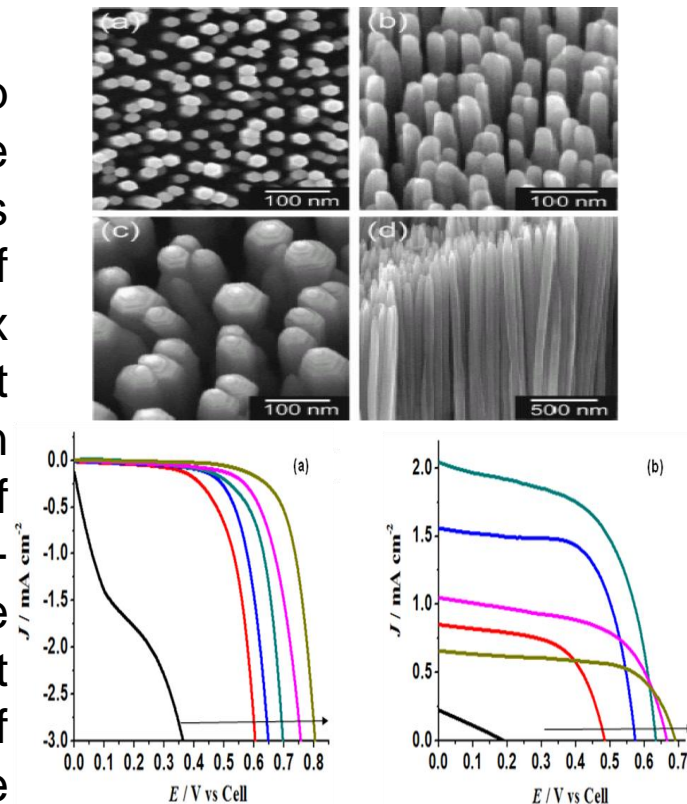 (a)
100 nm
(b)
100 nm
(c)
100 nm
(d)
500 nm
(a)
J / mA cm-2
0.0
-0.5
-1.0
-1.5
-2.0
-2.5
-3.0
0.0 0.1 0.2 0.3 0.4 0.5 0.6 0.7 0.8
E / V vs Cell
(b)
J / mA cm-2
2.0
1.5
1.0
0.5
0.0
0.0 0.1 0.2 0.3 0.4 0.5 0.6 0.7
E / V vs Cell